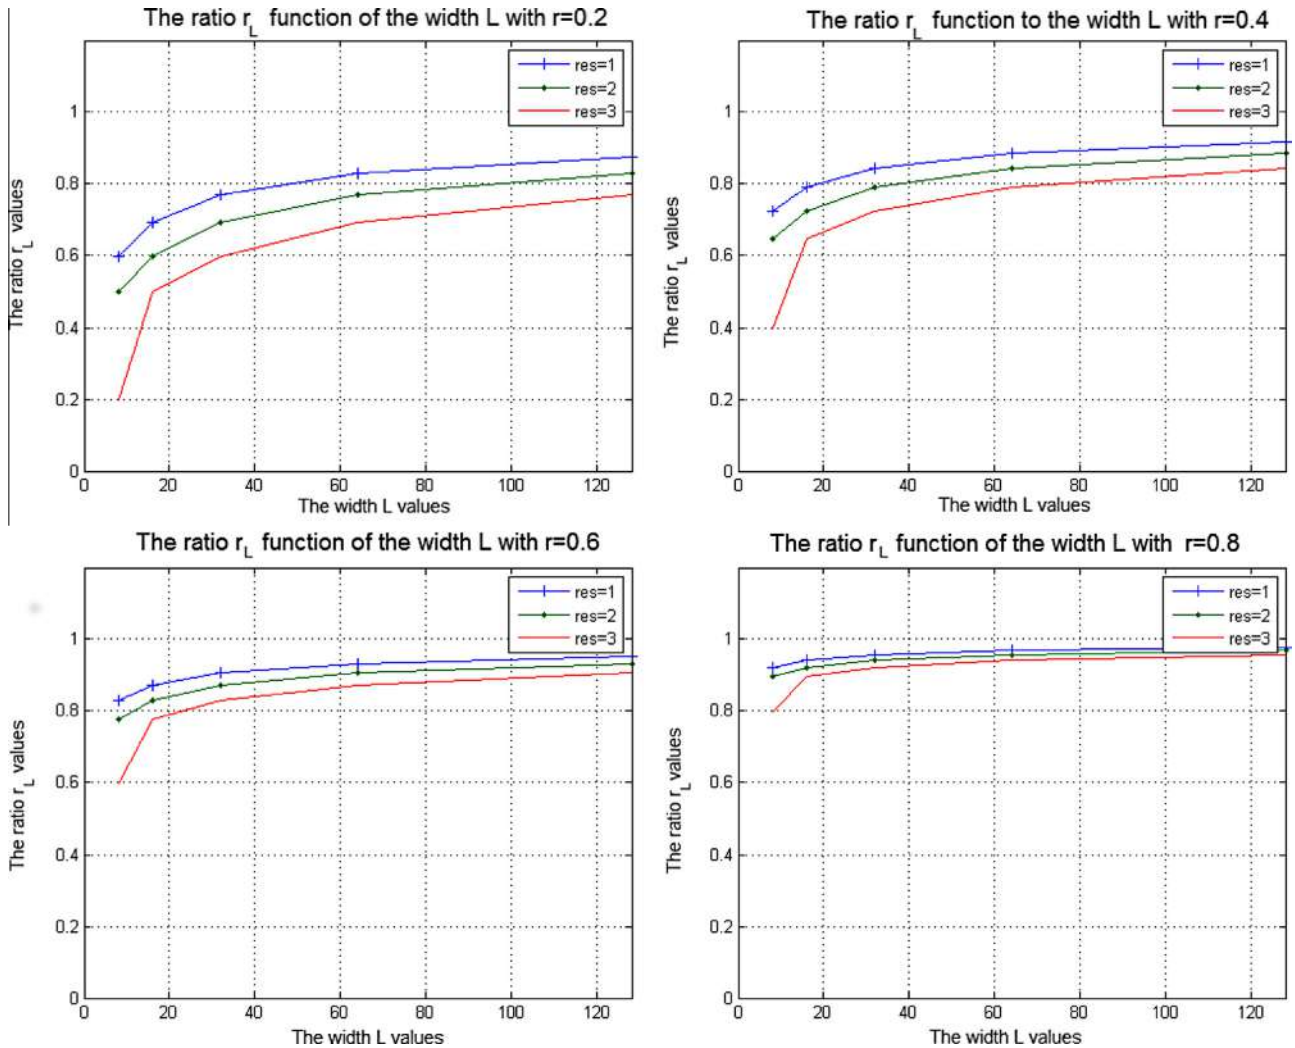 The ratio r_L function of the width L with r=0.2
res=1
res=2
res=3
1
0.8
0.6
0.4
0.2
0
0 20 40 60 80 100 120
The ratio r_L values
The width L values
The ratio r_L function to the width L with r=0.4
res=1
res=2
res=3
1
0.8
0.6
0.4
0.2
0
0 20 40 60 80 100 120
The ratio r_L values
The width L values
The ratio r_L function of the width L with r=0.6
res=1
res=2
res=3
1
0.8
0.6
0.4
0.2
0
0 20 40 60 80 100 120
The ratio r_L values
The width L values
The ratio r_L function of the width L with r=0.8
res=1
res=2
res=3
1
0.8
0.6
0.4
0.2
0
0 20 40 60 80 100 120
The ratio r_L values
The width L values